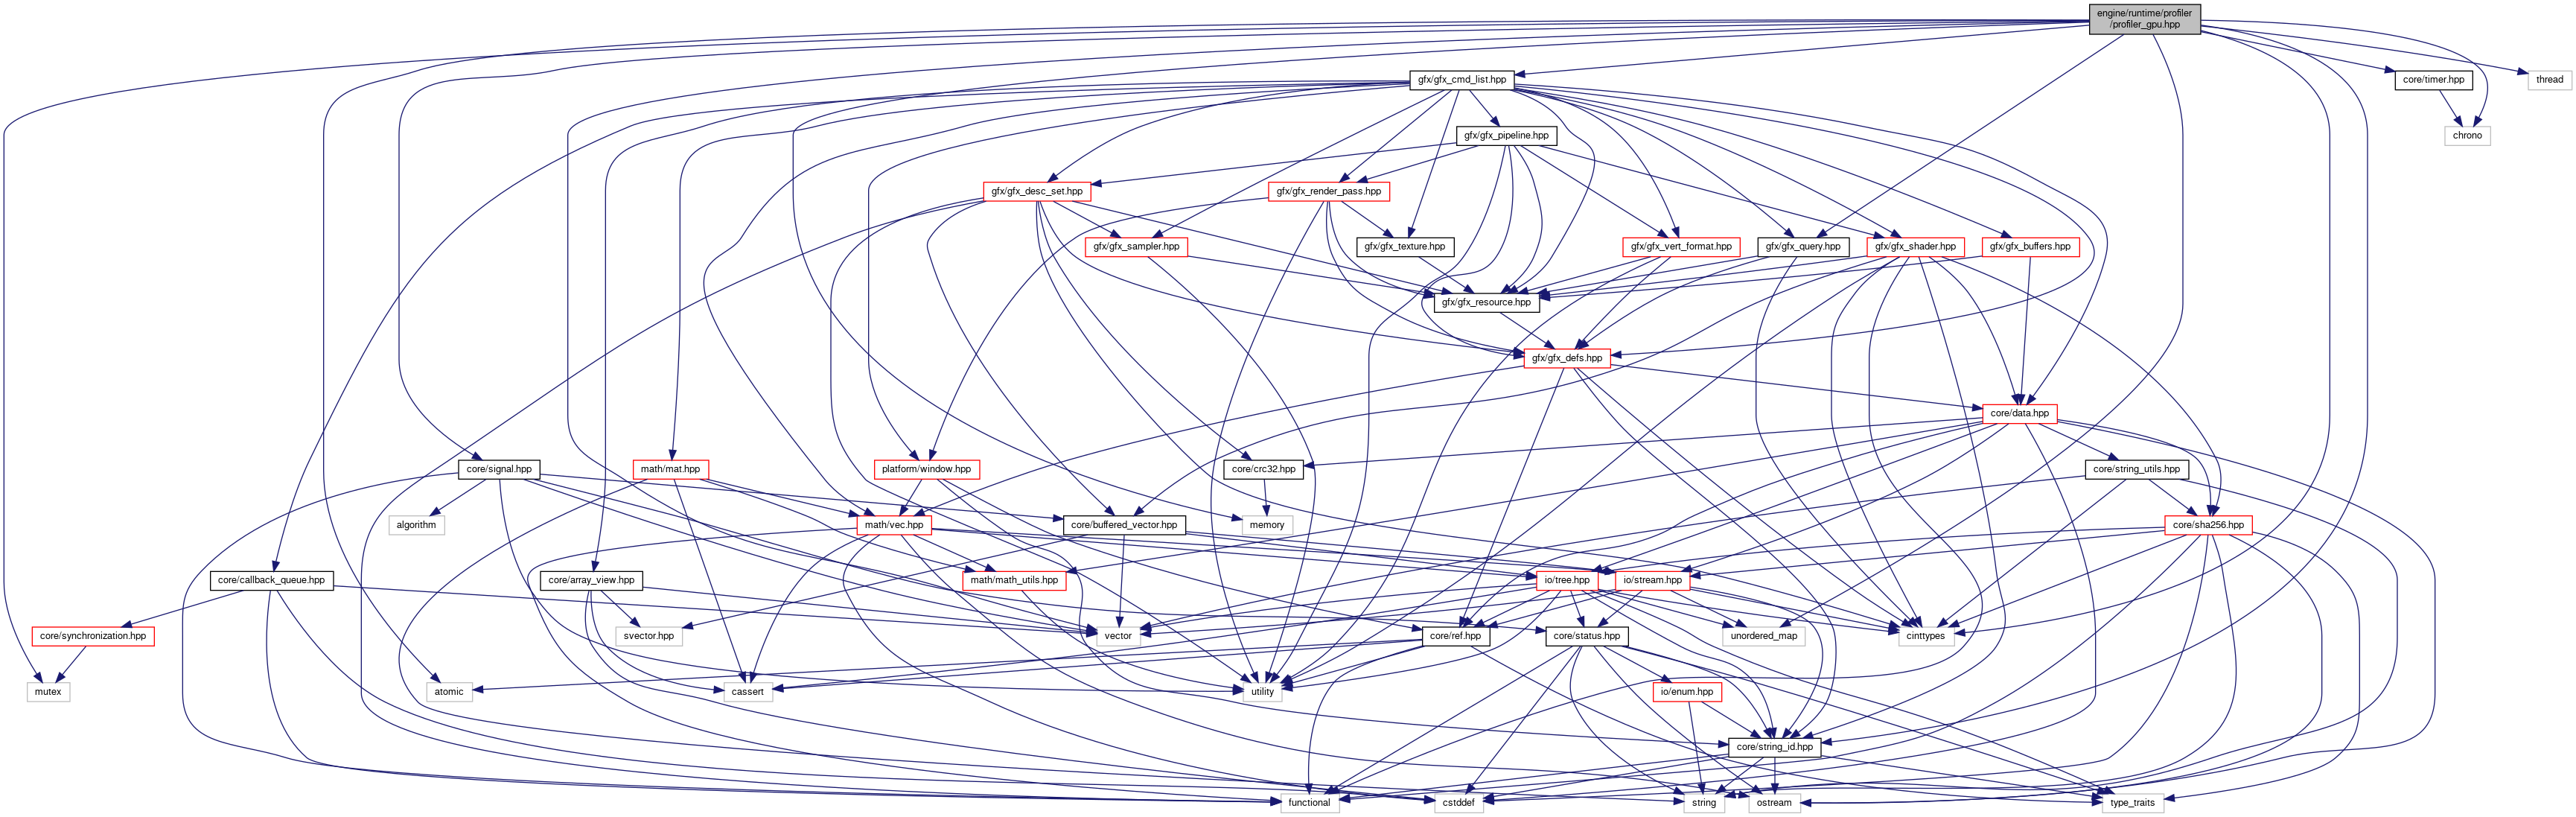 engine/runtime/profiler
/profiler_gpu.hpp
gfx/gfx_cmd_list.hpp
core/timer.hpp
thread
gfx/gfx_pipeline.hpp
chrono
gfx/gfx_desc_set.hpp
gfx/gfx_render_pass.hpp
gfx/gfx_sampler.hpp
gfx/gfx_texture.hpp
gfx/gfx_vert_format.hpp
gfx/gfx_query.hpp
gfx/gfx_shader.hpp
gfx/gfx_buffers.hpp
gfx/gfx_resource.hpp
gfx/gfx_defs.hpp
core/data.hpp
core/signal.hpp
math/mat.hpp
platform/window.hpp
core/crc32.hpp
core/string_utils.hpp
algorithm
math/vec.hpp
core/buffered_vector.hpp
memory
core/sha256.hpp
core/callback_queue.hpp
core/array_view.hpp
math/math_utils.hpp
io/tree.hpp
io/stream.hpp
core/synchronization.hpp
svector.hpp
vector
core/ref.hpp
core/status.hpp
unordered_map
cinttypes
mutex
atomic
cassert
utility
io/enum.hpp
core/string_id.hpp
functional
cstddef
string
ostream
type_traits